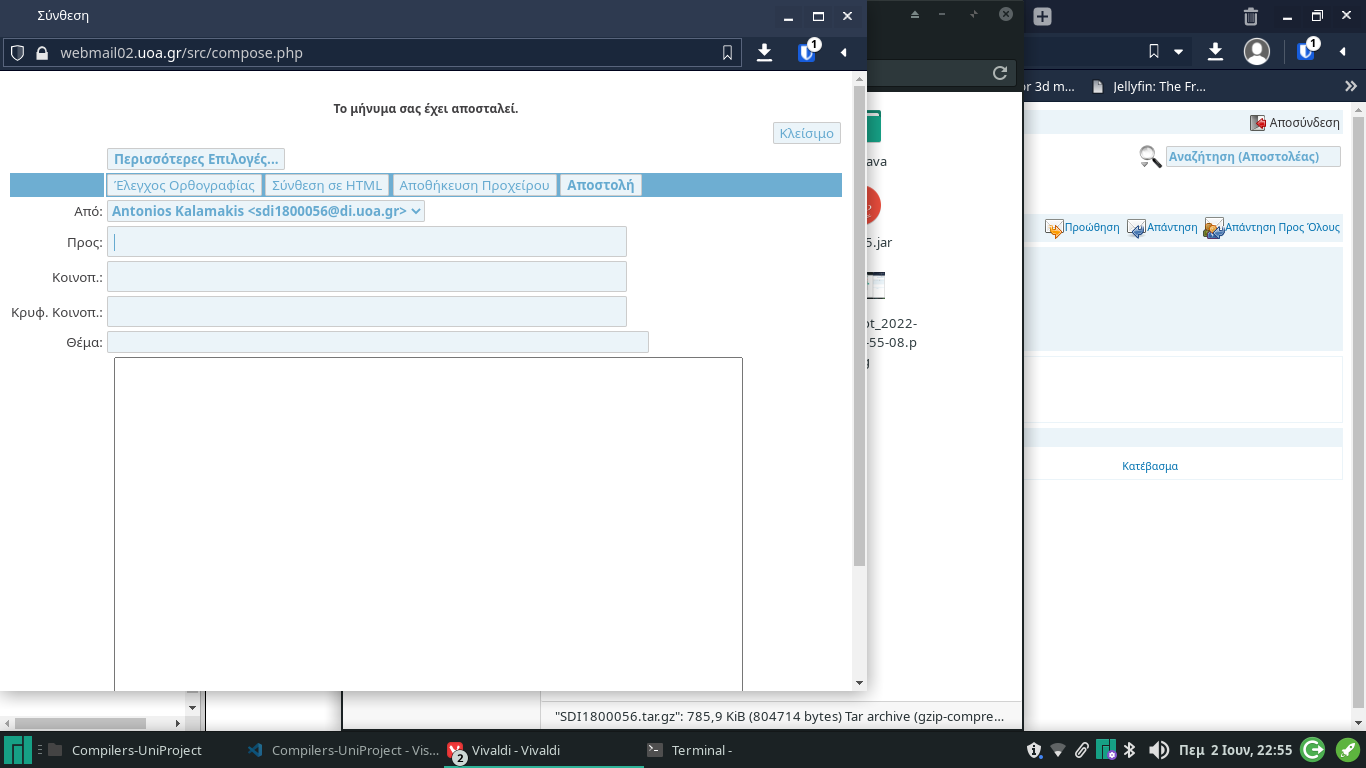 Σύνθεση
webmail02.uoa.gr/src/compose.php
1
1
or 3d m...
Jellyfin: The Fr...
Το μήνυμα σας έχει αποσταλεί.
Κλείσιμο
Περισσότερες Επιλογές...
Έλεγχος Ορθογραφίας
Σύνθεση σε HTML
Αποθήκευση Προχείρου
Αποστολή
Από:
Antonios Kalamakis <sdi1800056@di.uoa.gr>
Προς:
Κοινοπ.:
Κρυφ. Κοινοπ.:
Θέμα:
ava
5.jar
ot_2022-
-55-08.p
g
"SDI1800056.tar.gz": 785,9 KiB (804714 bytes) Tar archive (gzip-compre...
Αποσύνδεση
Αναζήτηση (Αποστολέας)
Προώθηση
Απάντηση
Απάντηση Προς Όλους
Κατέβασμα
Compilers-UniProject
Compilers-UniProject - Vis...
2
Vivaldi - Vivaldi
Terminal -
Πεμ 2 Ιουν, 22:55